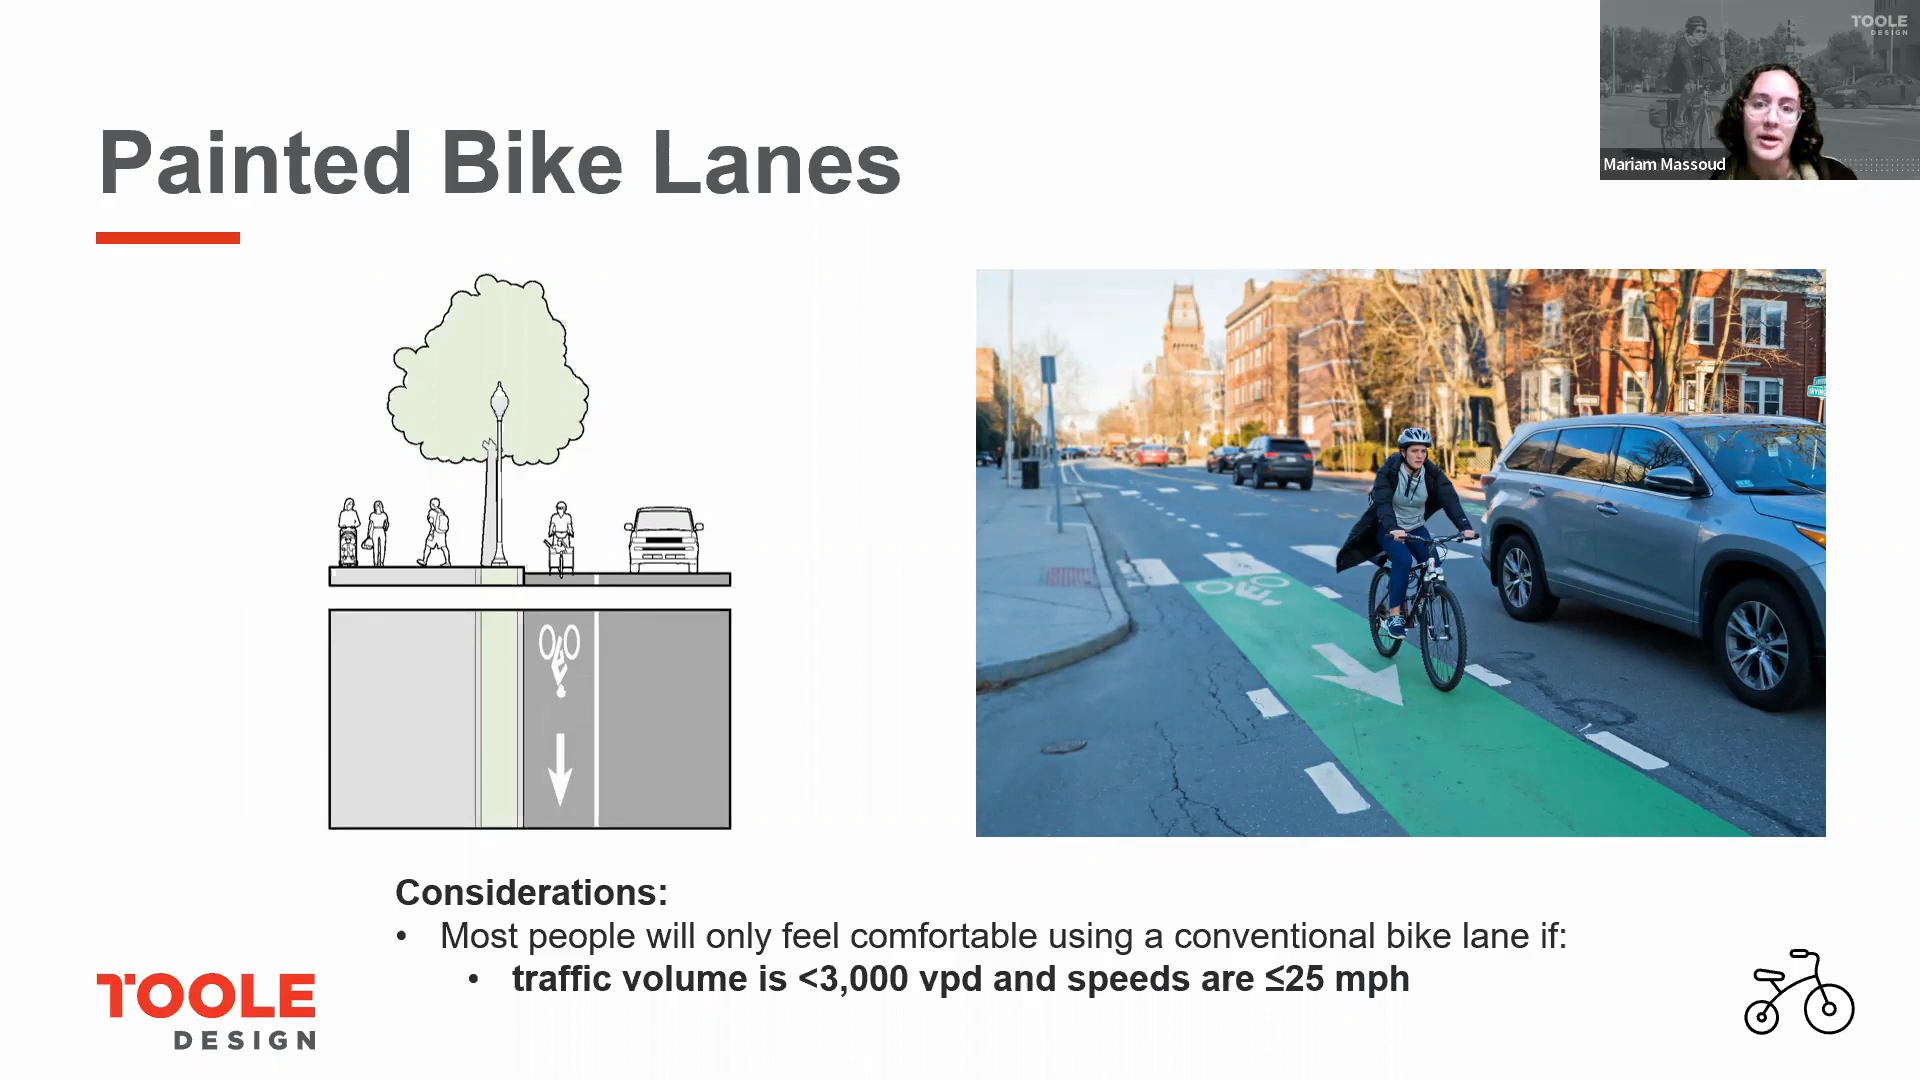 TOOLE
DESIGN
Mariam Massoud
Painted Bike Lanes
Considerations:
• Most people will only feel comfortable using a conventional bike lane if:
• traffic volume is <3,000 vpd and speeds are ≤25 mph
TOOLE
DESIGN